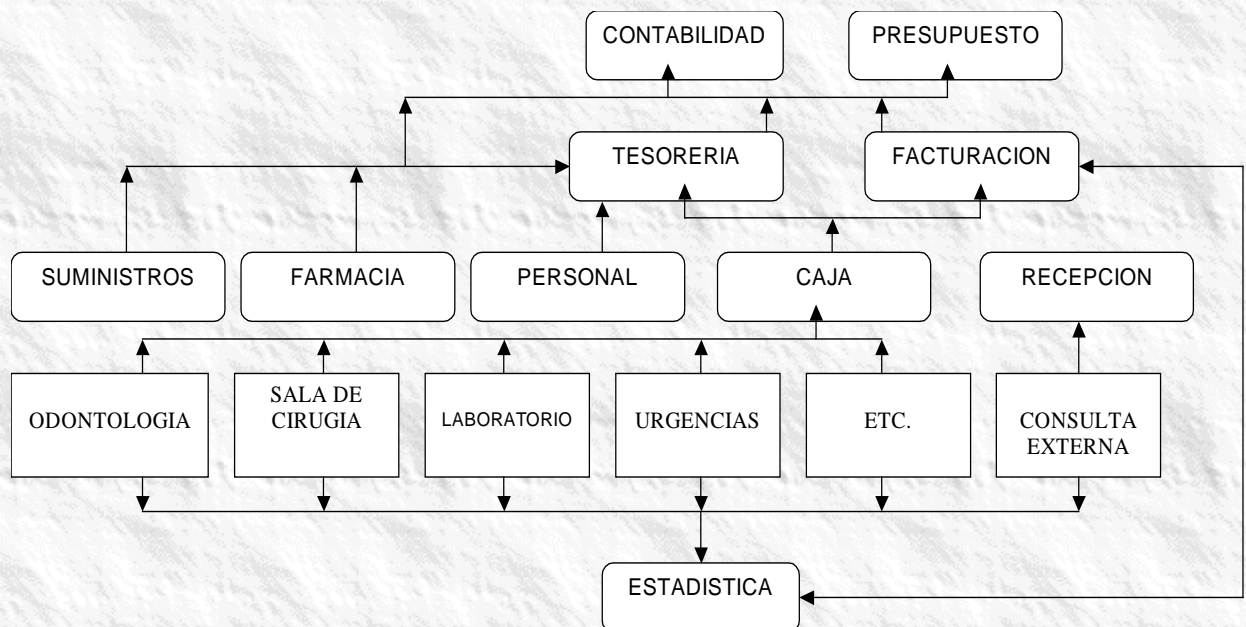 CONTABILIDAD
PRESUPUESTO
TESORERIA
FACTURACION
SUMINISTROS
FARMACIA
PERSONAL
CAJA
RECEPCION
ODONTOLOGIA
SALA DE
CIRUGIA
LABORATORIO
URGENCIAS
ETC.
CONSULTA
EXTERNA
ESTADISTICA